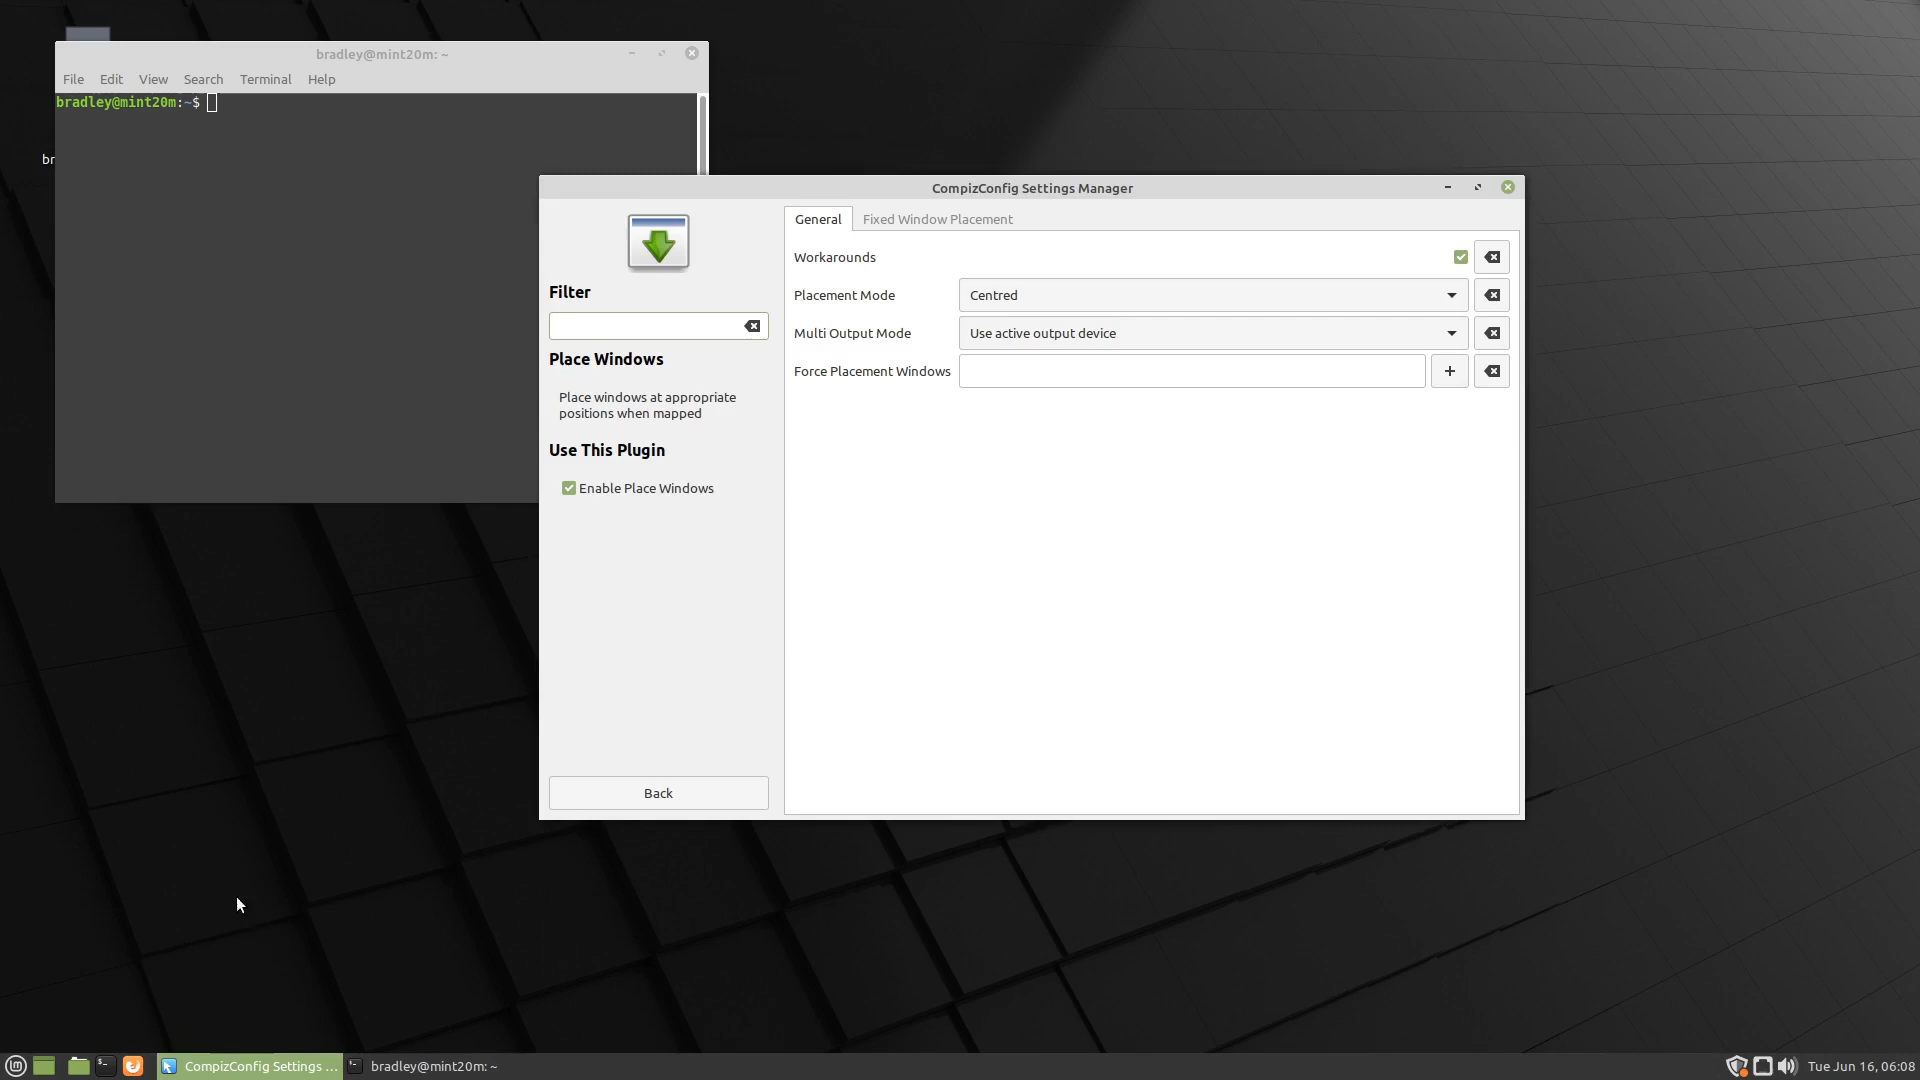 bradley@mint20m: ~
File Edit View Search Terminal Help
bradley@mint20m:~$
br
CompizConfig Settings Manager
General Fixed Window Placement
Filter
Place Windows
Place windows at appropriate
positions when mapped
Use This Plugin
Enable Place Windows
Back
Workarounds
Placement Mode Centred
Multi Output Mode Use active output device
Force Placement Windows
CompizConfig Settings ...
bradley@mint20m: ~
Tue Jun 16, 06:08